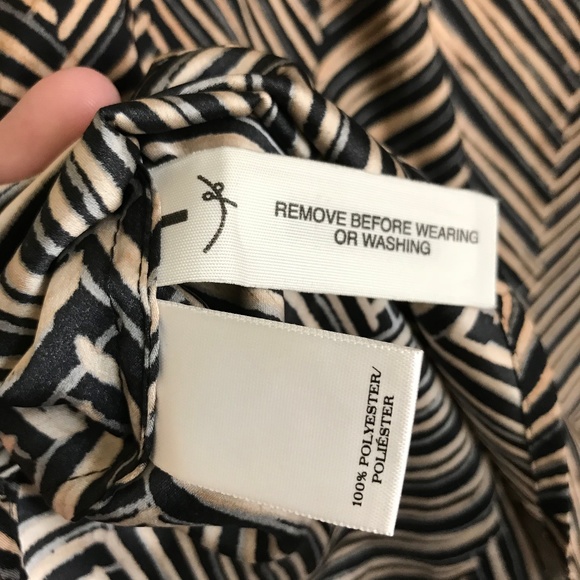 REMOVE BEFORE WEARING
OR WASHING
100% POLYESTER/
POLIÉSTER